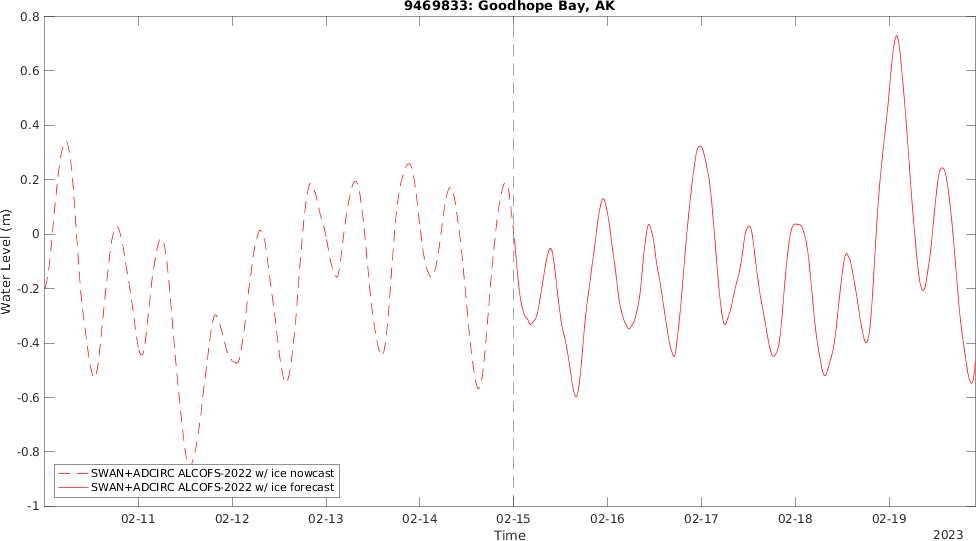 9469833: Goodhope Bay, AK
0.8
0.6
0.4
0.2
0
-0.2
-0.4
-0.6
-0.8
-1
Water Level (m)
SWAN+ADCIRC ALCOFS-2022 w/ ice nowcast
SWAN+ADCIRC ALCOFS-2022 w/ ice forecast
02-11 02-12 02-13 02-14 02-15 02-16 02-17 02-18 02-19
Time
2023